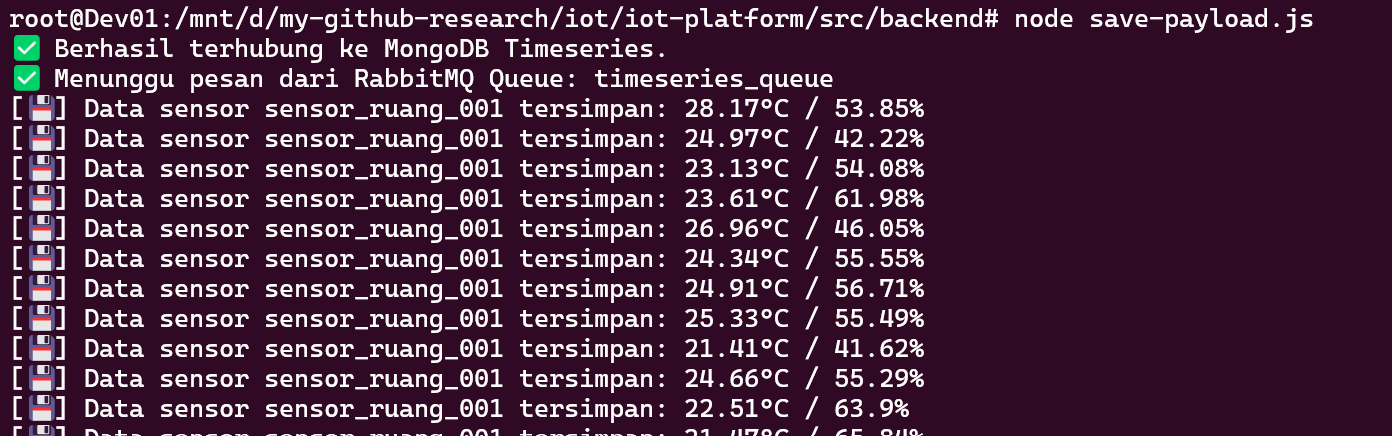 root@Dev01:/mnt/d/my-github-research/iot/iot-platform/src/backend# node save-payload.js
✅ Berhasil terhubung ke MongoDB Timeseries.
✅ Menunggu pesan dari RabbitMQ Queue: timeseries_queue
[💾] Data sensor sensor_ruang_001 tersimpan: 28.17°C / 53.85%
[💾] Data sensor sensor_ruang_001 tersimpan: 24.97°C / 42.22%
[💾] Data sensor sensor_ruang_001 tersimpan: 23.13°C / 54.08%
[💾] Data sensor sensor_ruang_001 tersimpan: 23.61°C / 61.98%
[💾] Data sensor sensor_ruang_001 tersimpan: 26.96°C / 46.05%
[💾] Data sensor sensor_ruang_001 tersimpan: 24.34°C / 55.55%
[💾] Data sensor sensor_ruang_001 tersimpan: 24.91°C / 56.71%
[💾] Data sensor sensor_ruang_001 tersimpan: 25.33°C / 55.49%
[💾] Data sensor sensor_ruang_001 tersimpan: 21.41°C / 41.62%
[💾] Data sensor sensor_ruang_001 tersimpan: 24.66°C / 55.29%
[💾] Data sensor sensor_ruang_001 tersimpan: 22.51°C / 63.9%
[💾] Data sensor sensor_ruang_001 tersimpan: